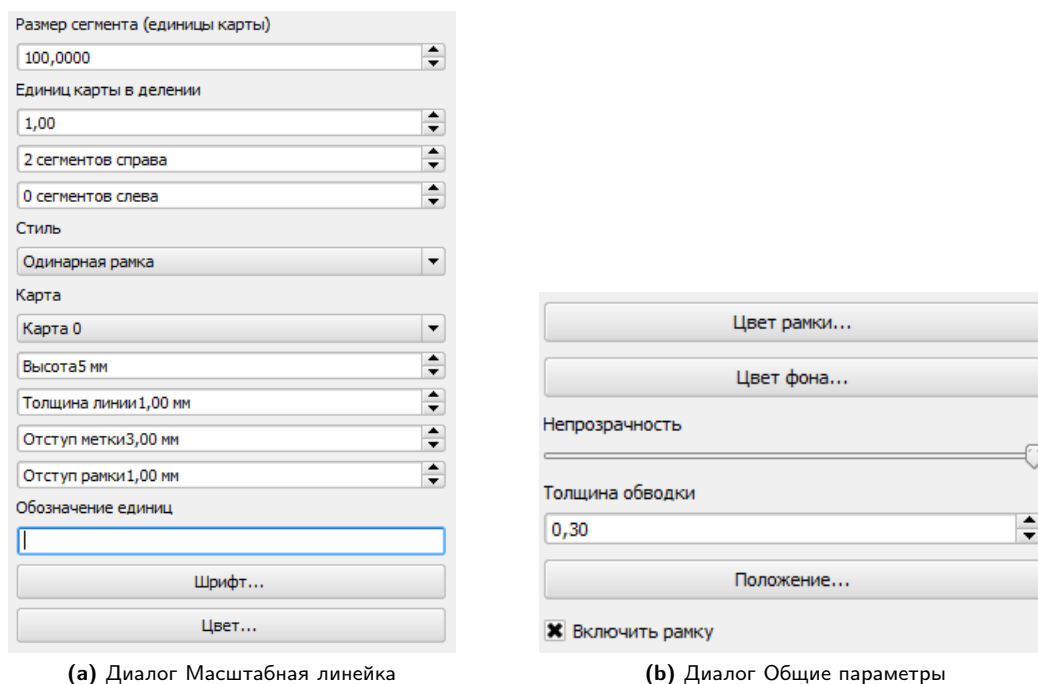 Размер сегмента (единицы карты)
100,0000
Единиц карты в делении
1,00
2 сегментов справа
0 сегментов слева
Стиль
Одинарная рамка
Карта
Карта 0
Высота5 мм
Толщина линии1,00 мм
Отступ метки3,00 мм
Отступ рамки1,00 мм
Обозначение единиц
Шрифт...
Цвет...
(a) Диалог Масштабная линейка
Цвет рамки...
Цвет фона...
Непрозрачность
Толщина обводки
0,30
Положение...
Включить рамку
(b) Диалог Общие параметры